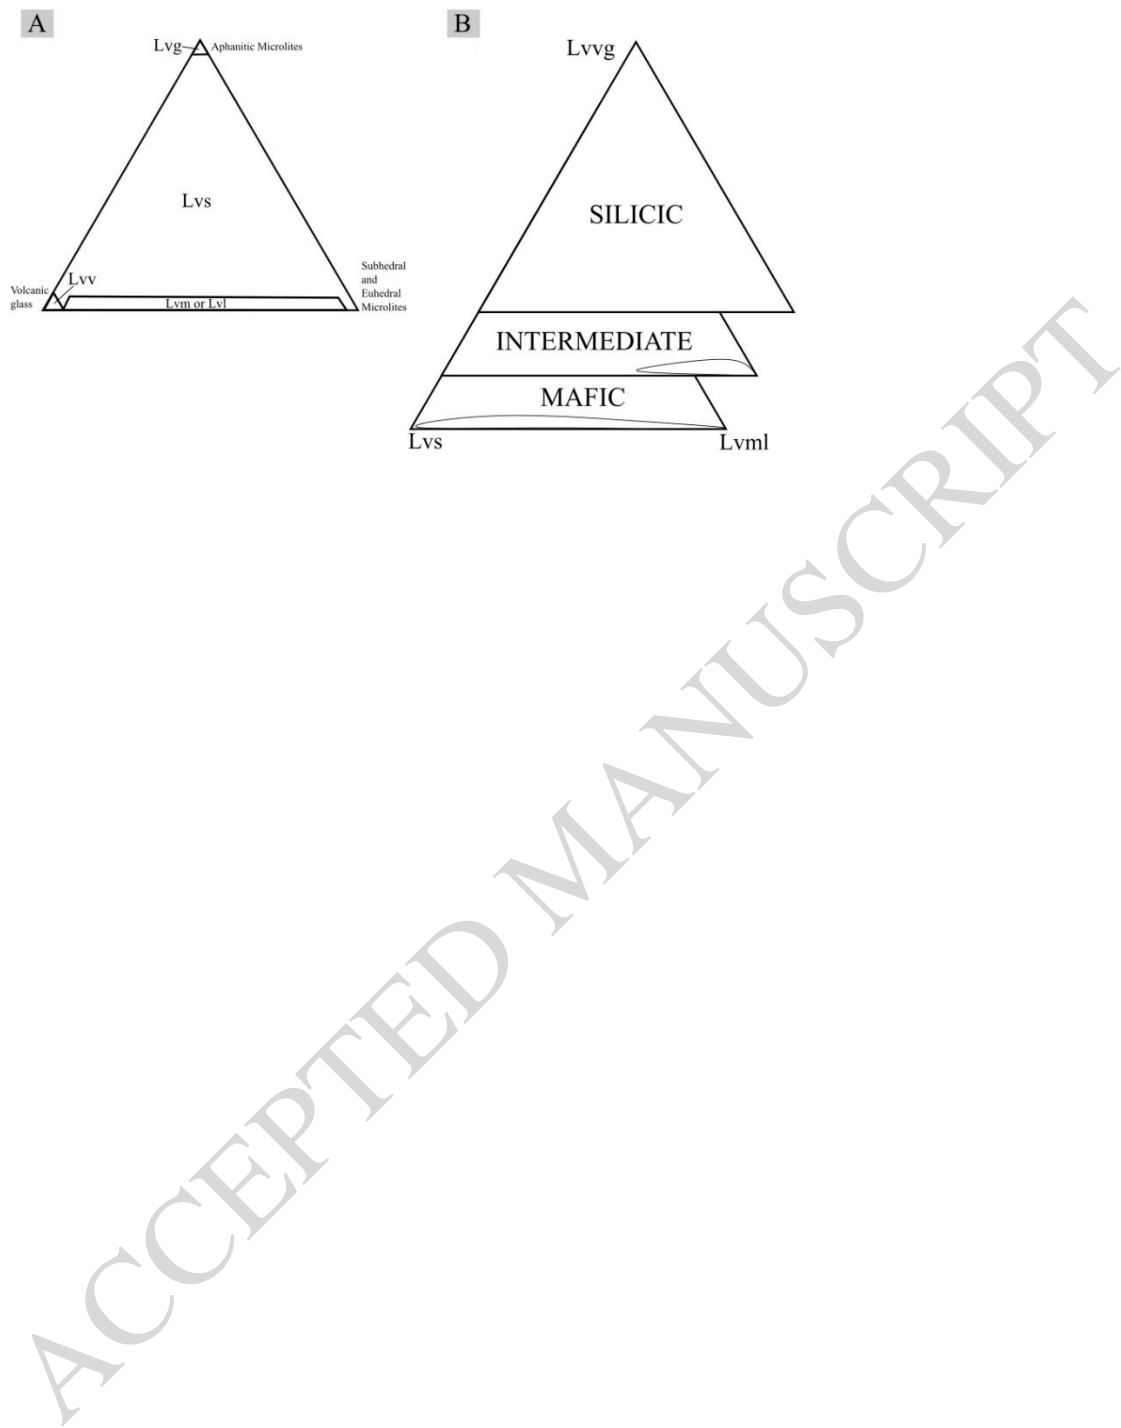 A
Lvg
Aphanitic Microlites
Lvs
Lvv
Volcanic
glass
Lvm or Lvl
Subhedral
and
Euhedral
Microlites
B
Lvvg
SILICIC
INTERMEDIATE
MAFIC
Lvs
Lvml
ACCEPTED MANUSCRIPT